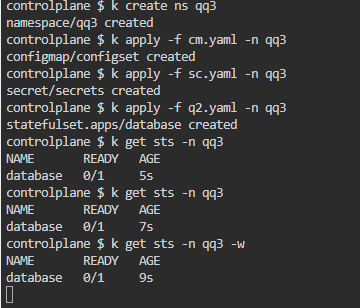 controlplane $ k create ns qq3
namespace/qq3 created
controlplane $ k apply -f cm.yaml -n qq3
configmap/configset created
controlplane $ k apply -f sc.yaml -n qq3
secret/secrets created
controlplane $ k apply -f q2.yaml -n qq3
statefulset.apps/database created
controlplane $ k get sts -n qq3
NAME READY AGE
database 0/1 5s
controlplane $ k get sts -n qq3
NAME READY AGE
database 0/1 7s
controlplane $ k get sts -n qq3 -w
NAME READY AGE
database 0/1 9s